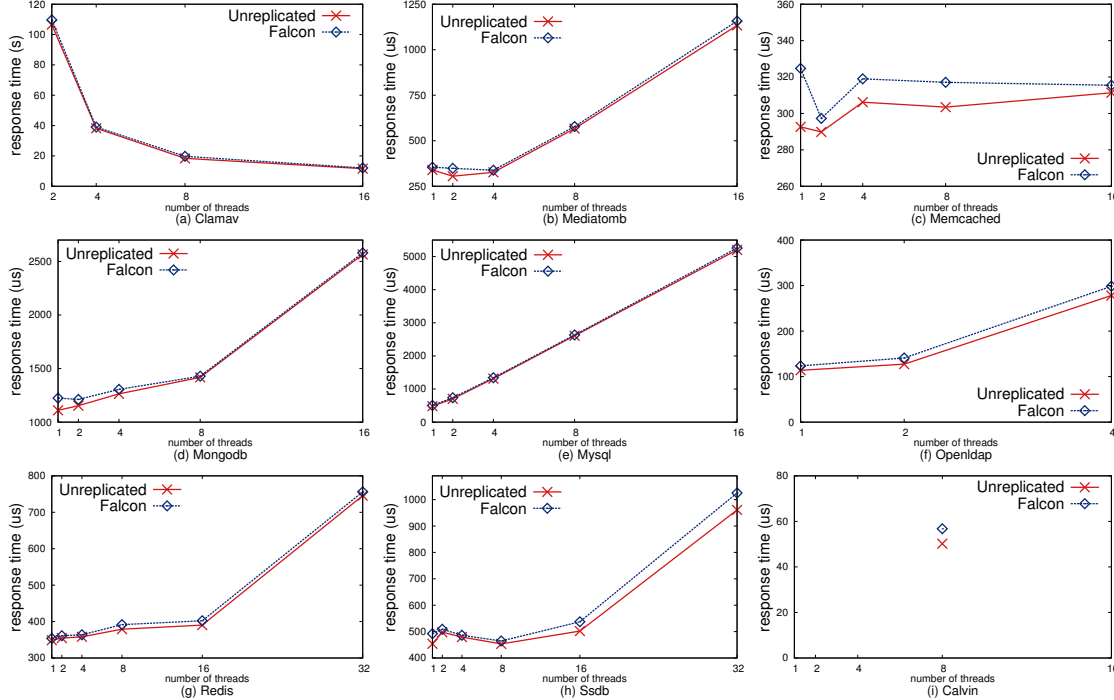 120
100
80
60
40
20
0
response time (s)
Unreplicated
Falcon
2 4 8 16
number of threads
(a) Clamav
1250
1000
750
500
250
response time (us)
Unreplicated
Falcon
1 2 4 8 16
number of threads
(b) Mediatomb
360
340
320
300
280
260
response time (us)
Unreplicated
Falcon
1 2 4 8 16
number of threads
(c) Memcached
2500
2000
1500
1000
response time (us)
Unreplicated
Falcon
1 2 4 8 16
number of threads
(d) Mongodb
5000
4000
3000
2000
1000
0
response time (us)
Unreplicated
Falcon
1 2 4 8 16
number of threads
(e) Mysql
400
300
200
100
0
response time (us)
Unreplicated
Falcon
1 2 4
number of threads
(f) Openldap
800
700
600
500
400
300
response time (us)
Unreplicated
Falcon
1 2 4 8 16 32
number of threads
(g) Redis
1000
900
800
700
600
500
400
response time (us)
Unreplicated
Falcon
1 2 4 8 16 32
number of threads
(h) Ssdb
80
60
40
20
0
response time (us)
Unreplicated
Falcon
1 2 4 8 16
number of threads
(i) Calvin